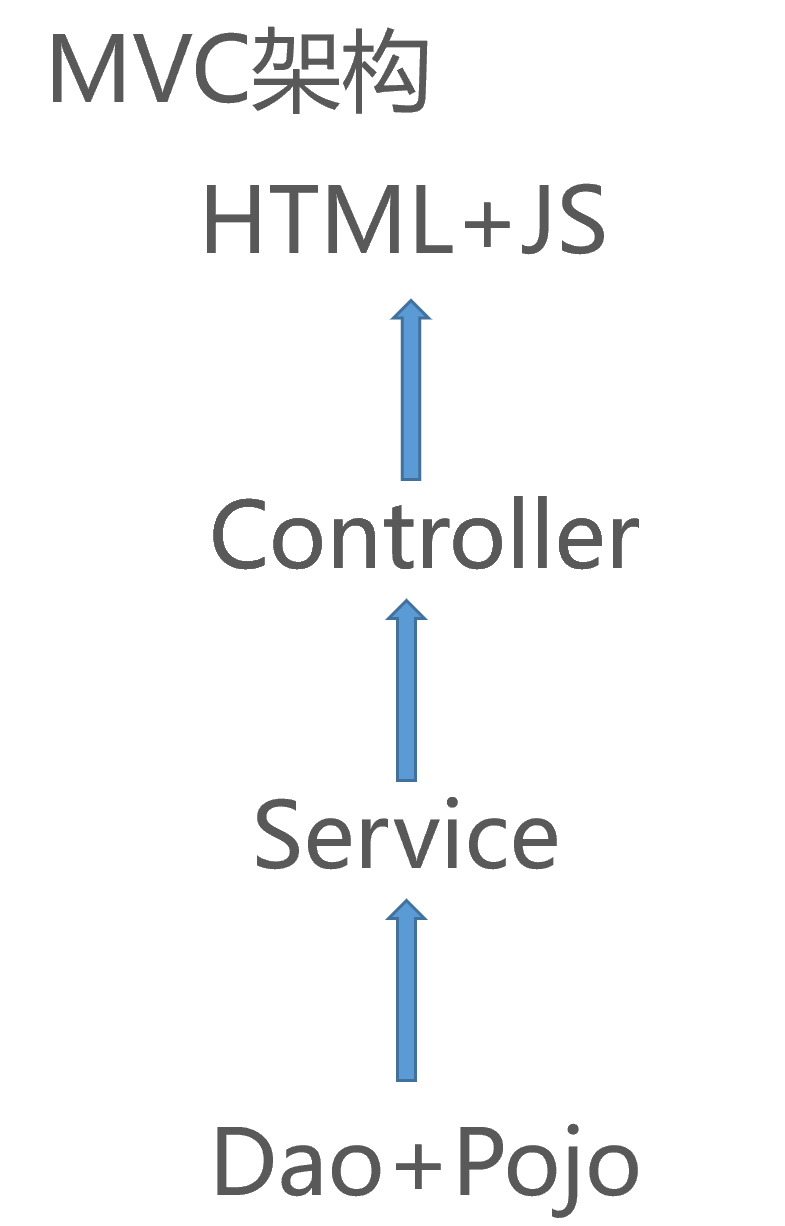 MVC架构
HTML+JS
Controller
Service
Dao+Pojo